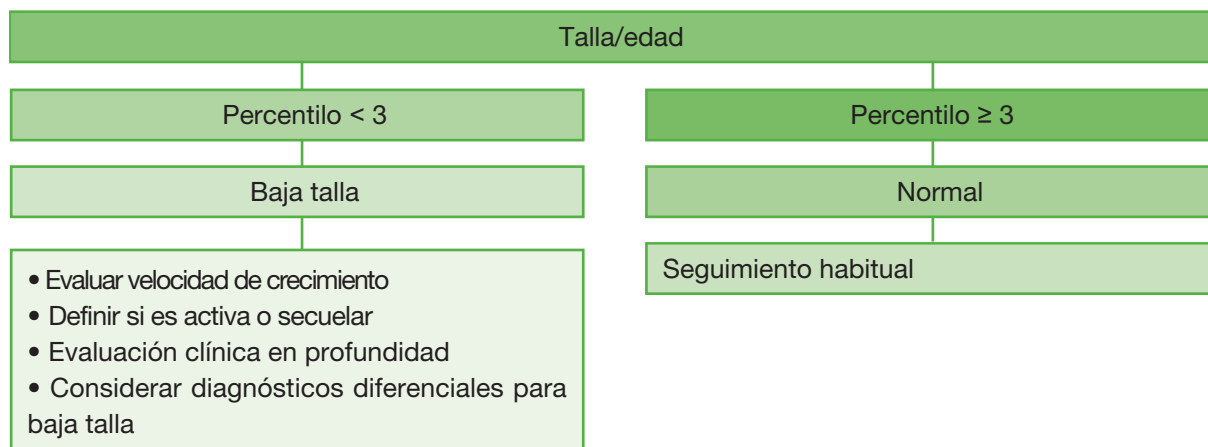 Talla/edad
Percentilo < 3
Percentilo ≥ 3
Baja talla
Normal
• Evaluar velocidad de crecimiento
• Definir si es activa o secuelar
• Evaluación clínica en profundidad
• Considerar diagnósticos diferenciales para
baja talla
Seguimiento habitual